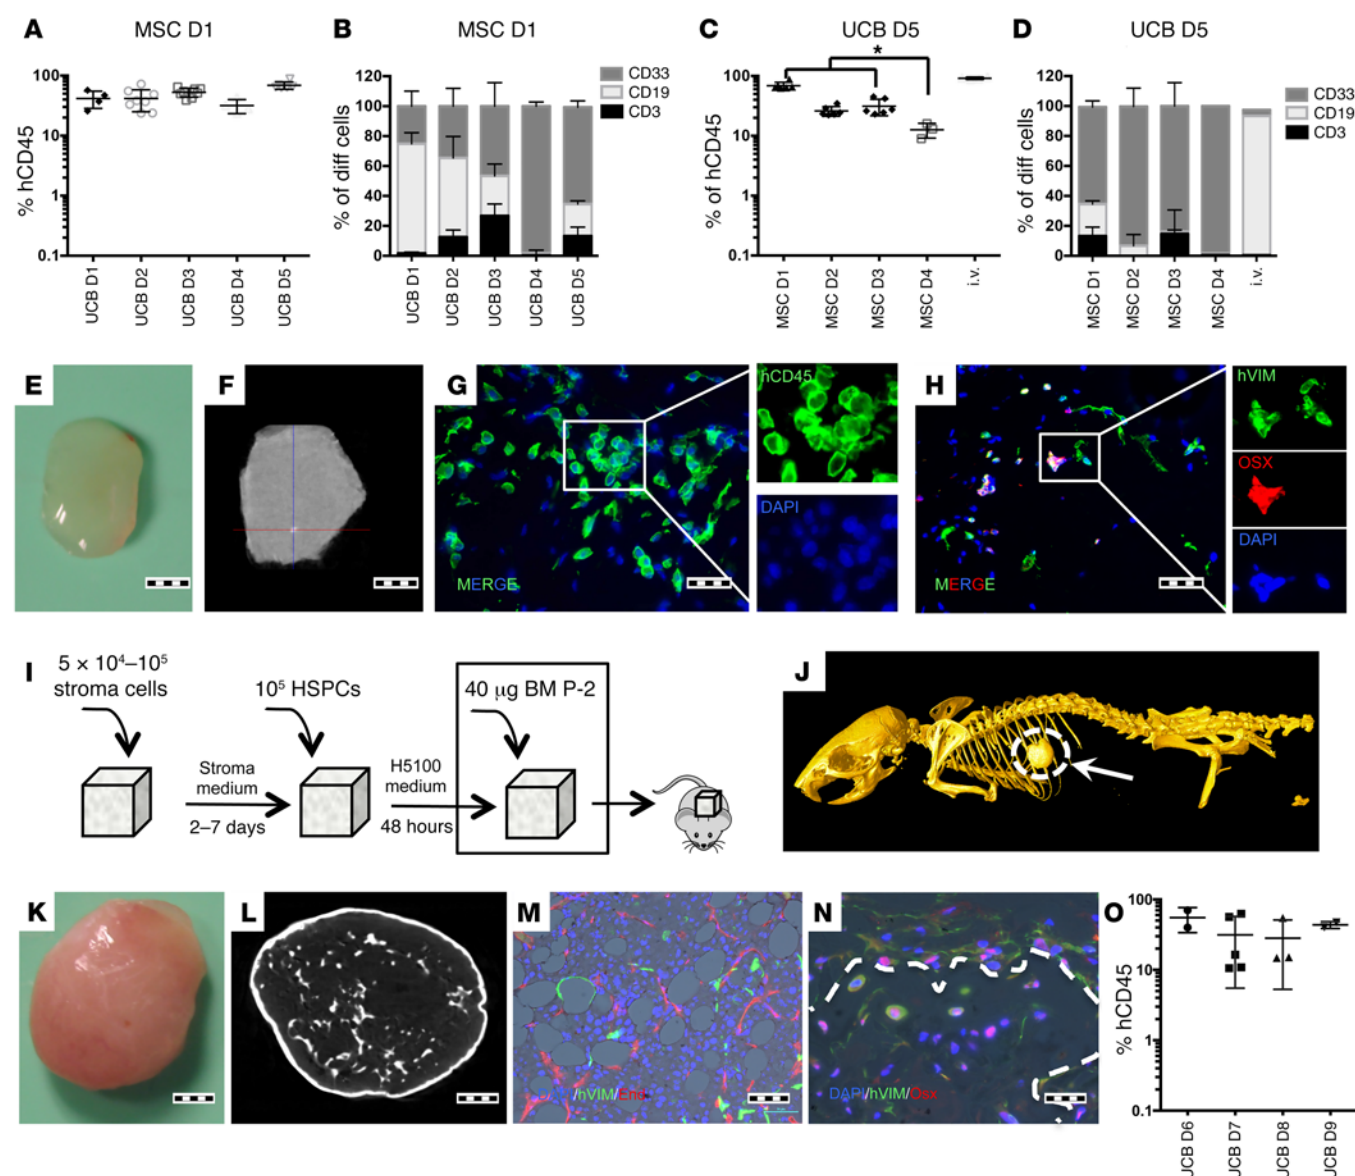 A
MSC D1
% hCD45
100
10
1
0.1
UCB D1
UCB D2
UCB D3
UCB D4
UCB D5
B
MSC D1
% of diff cells
120
100
80
60
40
20
0
UCB D1
UCB D2
UCB D3
UCB D4
UCB D5
CD33
CD19
CD3
C
UCB D5
*
% of hCD45
100
10
1
0.1
MSC D1
MSC D2
MSC D3
MSC D4
i.v.
D
UCB D5
% of diff cells
120
100
80
60
40
20
0
MSC D1
MSC D2
MSC D3
MSC D4
i.v.
CD33
CD19
CD3
E
F
G
MERGE
hCD45
DAPI
H
MERGE
hVIM
OSX
DAPI
I
5 × 10⁴–10⁵
stroma cells
Stroma
medium
2–7 days
10⁵ HSPCs
H5100
medium
48 hours
40 μg BM P-2
J
K
L
M
DAPI/hVIM/End
N
DAPI/hVIM/Osx
O
% hCD45
100
10
1
0.1
UCB D6
UCB D7
UCB D8
UCB D9